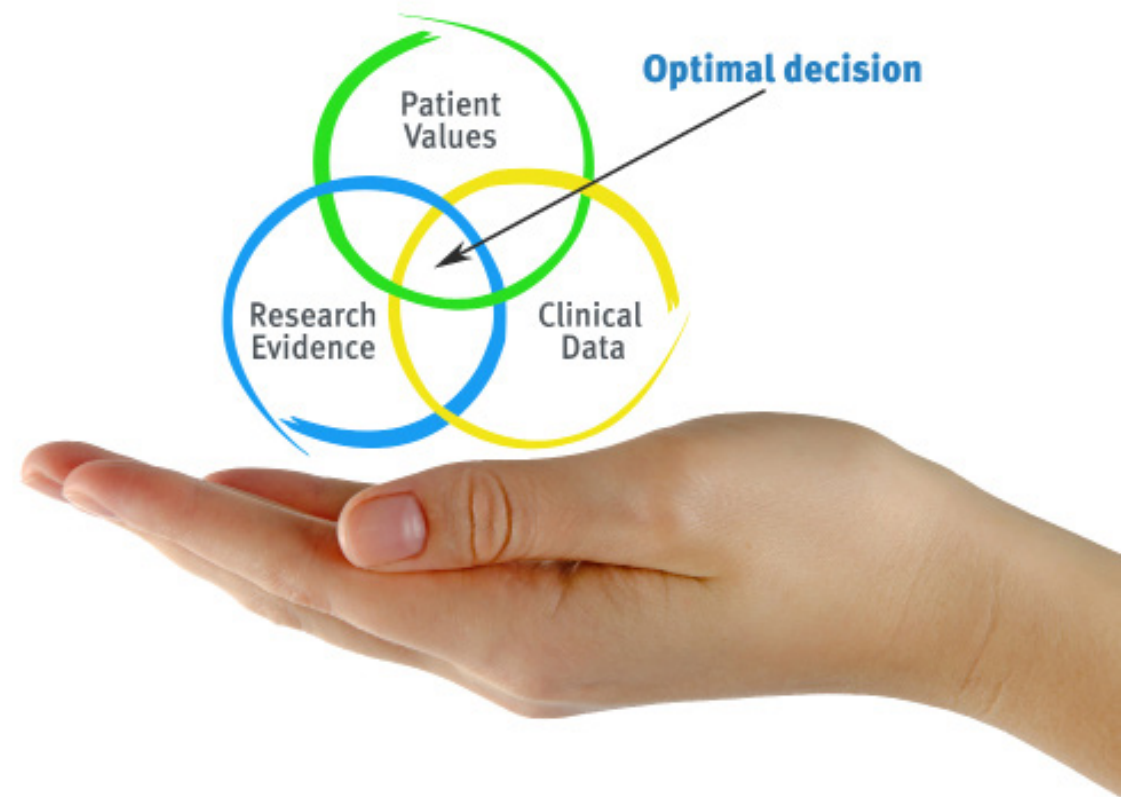 Optimal decision
Patient
Values
Research
Evidence
Clinical
Data